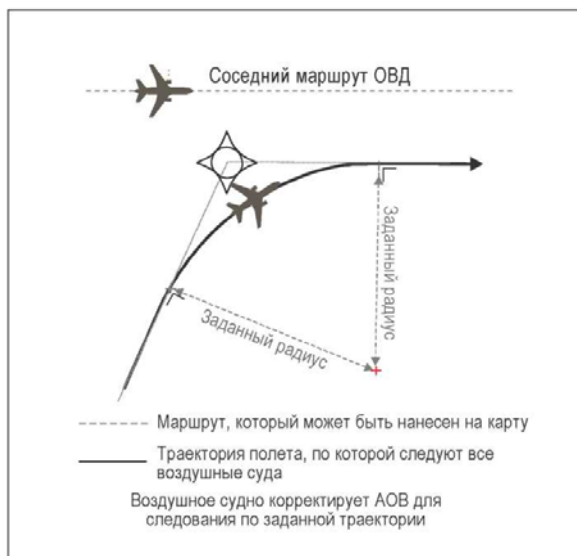 Соседний маршрут ОВД
Заданный радиус
Заданный радиус
Маршрут, который может быть нанесен на карту
Траектория полета, по которой следуют все
воздушные суда
Воздушное судно корректирует АОВ для
следования по заданной траектории